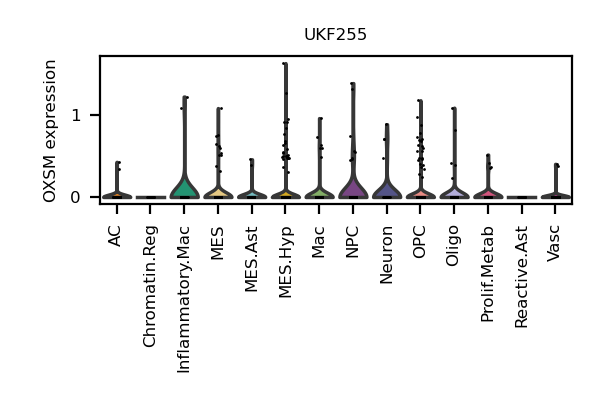 UKF255
OXSM expression
1
0
AC
Chromatin.Reg
Inflammatory.Mac
MES
MES.Ast
MES.Hyp
Mac
NPC
Neuron
OPC
Oligo
Prolif.Metab
Reactive.Ast
Vasc